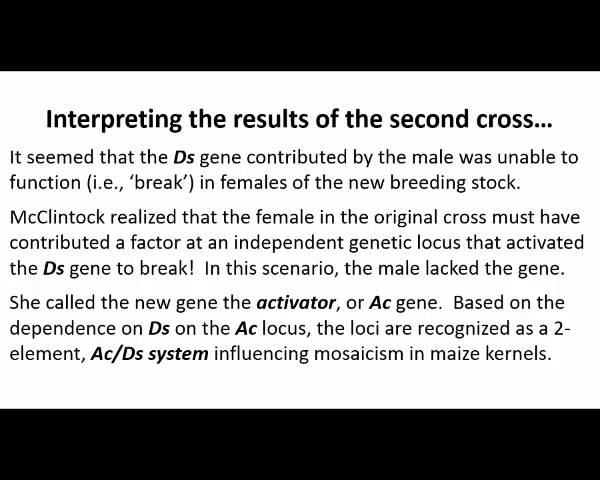 Interpreting the results of the second cross...
It seemed that the Ds gene contributed by the male was unable to
function (i.e., 'break') in females of the new breeding stock.
McClintock realized that the female in the original cross must have
contributed a factor at an independent genetic locus that activated
the Ds gene to break! In this scenario, the male lacked the gene.
She called the new gene the activator, or Ac gene. Based on the
dependence on Ds on the Ac locus, the loci are recognized as a 2-
element, Ac/Ds system influencing mosaicism in maize kernels.